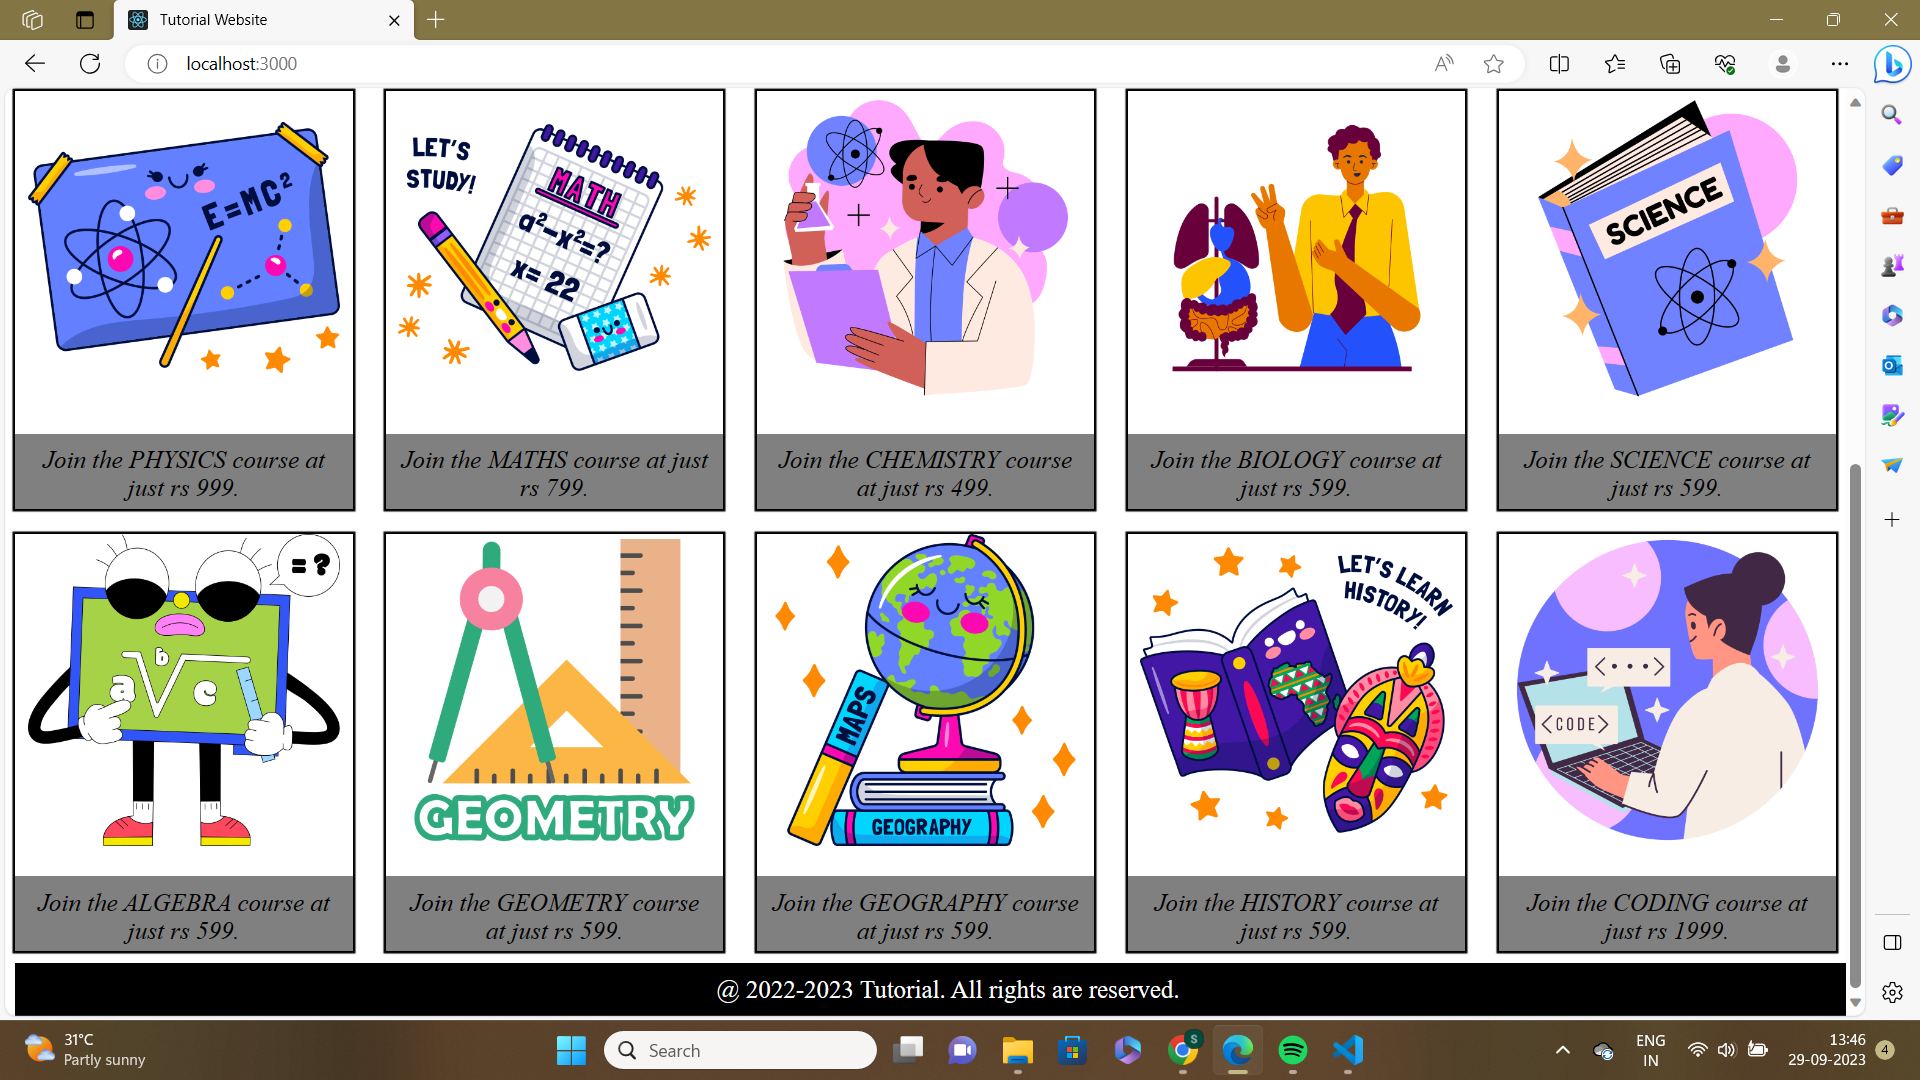 Tutorial Website
localhost:3000
E=MC²
LET'S
STUDY!
MATH
a²-x²=?
x= 22
SCIENCE
Join the PHYSICS course at
just rs 999.
Join the MATHS course at just
rs 799.
Join the CHEMISTRY course
at just rs 499.
Join the BIOLOGY course at
just rs 599.
Join the SCIENCE course at
just rs 599.
= ?
b
a √ c
GEOMETRY
MAPS
GEOGRAPHY
LET'S LEARN
HISTORY!
<···>
<CODE>
Join the ALGEBRA course at
just rs 599.
Join the GEOMETRY course
at just rs 599.
Join the GEOGRAPHY course
at just rs 599.
Join the HISTORY course at
just rs 599.
Join the CODING course at
just rs 1999.
@ 2022-2023 Tutorial. All rights are reserved.
31°C
Partly sunny
Search
S
ENG
IN
13:46
29-09-2023
4